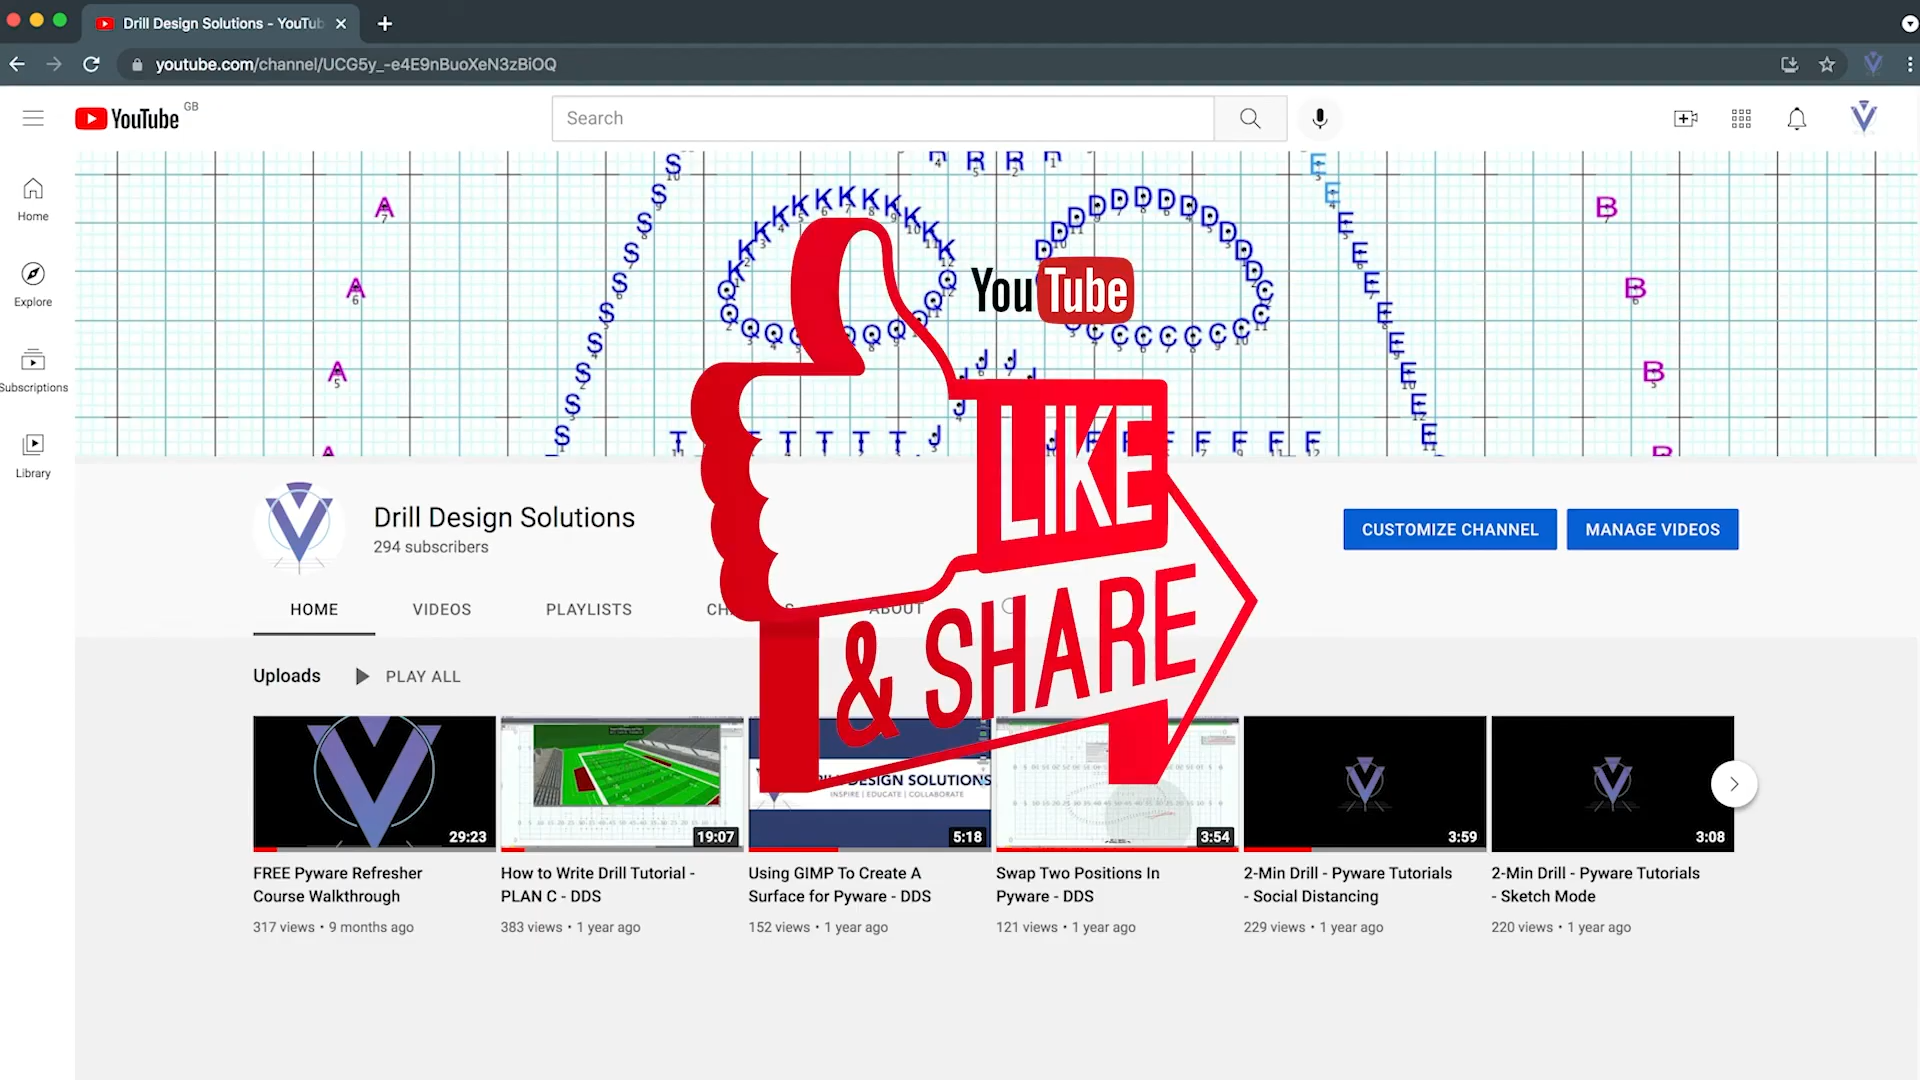 Drill Design Solutions - YouTub
youtube.com/channel/UCG5y_-e4E9nBuoXeN3zBiOQ
YouTube GB
Search
Home
Explore
Subscriptions
Library
YouTube
LIKE
& SHARE
Drill Design Solutions
294 subscribers
CUSTOMIZE CHANNEL
MANAGE VIDEOS
HOME
VIDEOS
PLAYLISTS
ABOUT
Uploads
PLAY ALL
29:23
19:07
DESIGN SOLUTIONS
INSPIRE | EDUCATE | COLLABORATE
5:18
3:54
3:59
3:08
FREE Pyware Refresher
Course Walkthrough
317 views • 9 months ago
How to Write Drill Tutorial -
PLAN C - DDS
383 views • 1 year ago
Using GIMP To Create A
Surface for Pyware - DDS
152 views • 1 year ago
Swap Two Positions In
Pyware - DDS
121 views • 1 year ago
2-Min Drill - Pyware Tutorials
- Social Distancing
229 views • 1 year ago
2-Min Drill - Pyware Tutorials
- Sketch Mode
220 views • 1 year ago